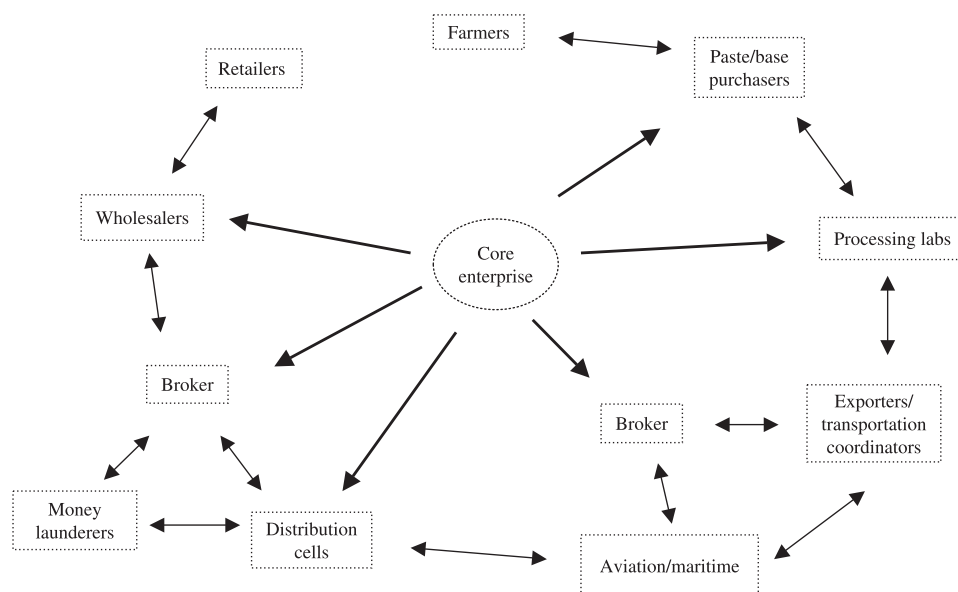 Farmers
Retailers
Paste/base
purchasers
Wholesalers
Core
enterprise
Processing labs
Broker
Broker
Exporters/
transportation
coordinators
Money
launderers
Distribution
cells
Aviation/maritime